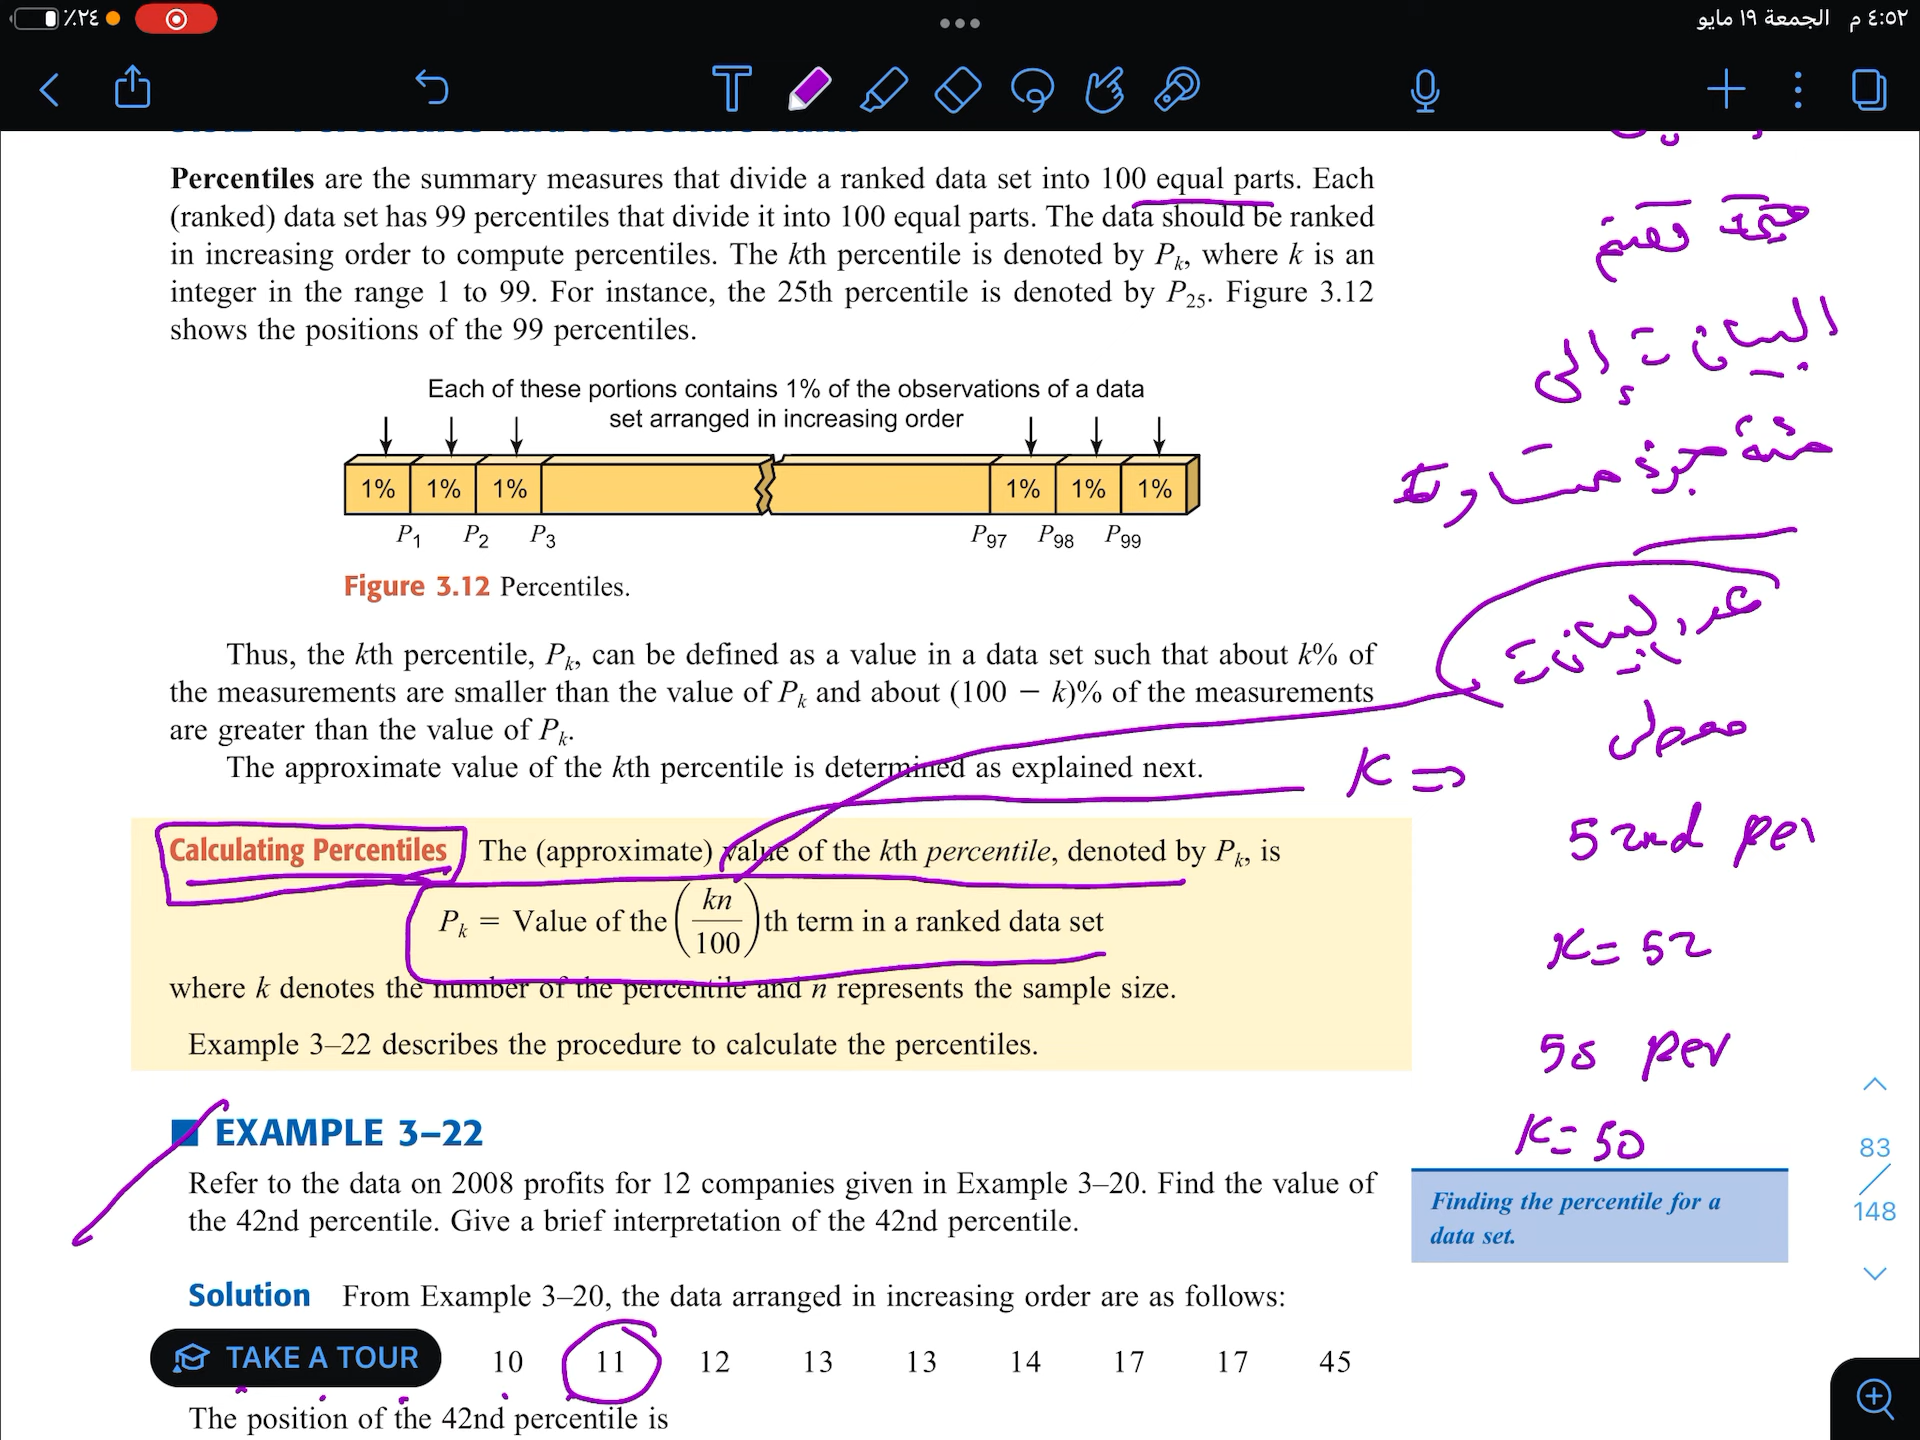 ٪٢٤
٤:٥٢ م الجمعة ١٩ مايو
Percentiles are the summary measures that divide a ranked data set into 100 equal parts. Each
(ranked) data set has 99 percentiles that divide it into 100 equal parts. The data should be ranked
in increasing order to compute percentiles. The kth percentile is denoted by Pk, where k is an
integer in the range 1 to 99. For instance, the 25th percentile is denoted by P25. Figure 3.12
shows the positions of the 99 percentiles.
Each of these portions contains 1% of the observations of a data
set arranged in increasing order
1% 1% 1% 1% 1% 1%
P1 P2 P3 P97 P98 P99
Figure 3.12 Percentiles.
Thus, the kth percentile, Pk, can be defined as a value in a data set such that about k% of
the measurements are smaller than the value of Pk and about (100 − k)% of the measurements
are greater than the value of Pk.
The approximate value of the kth percentile is determined as explained next.
Calculating Percentiles The (approximate) value of the kth percentile, denoted by Pk, is
Pk = Value of the (kn/100)th term in a ranked data set
where k denotes the number of the percentile and n represents the sample size.
Example 3–22 describes the procedure to calculate the percentiles.
EXAMPLE 3–22
Refer to the data on 2008 profits for 12 companies given in Example 3–20. Find the value of
the 42nd percentile. Give a brief interpretation of the 42nd percentile.
Solution From Example 3–20, the data arranged in increasing order are as follows:
TAKE A TOUR
10 11 12 13 13 14 17 17 45
The position of the 42nd percentile is
البيانات إلى
عدد البيانات
K ⇒
52nd per
K = 52
per
K = 50
Finding the percentile for a
data set.
83
148